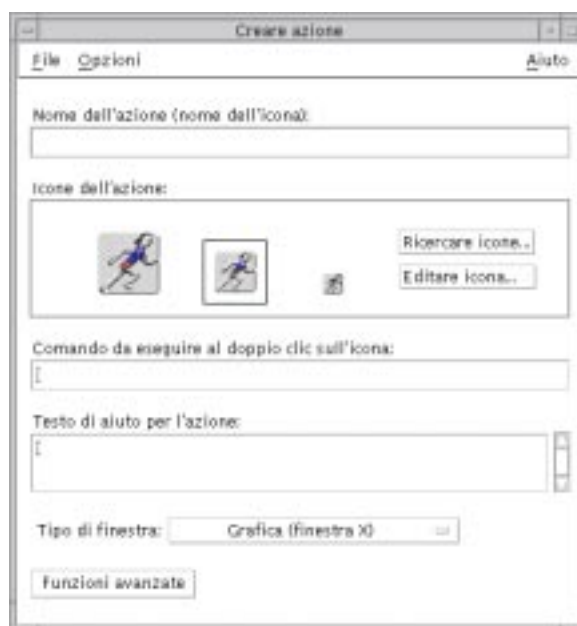 Creare azione
File Opzioni Aiuto
Nome dell'azione (nome dell'icona):
Icone dell'azione:
Ricercare icone...
Editare icona...
Comando da eseguire al doppio clic sull'icona:
Testo di aiuto per l'azione:
Tipo di finestra: Grafica (finestra X)
Funzioni avanzate